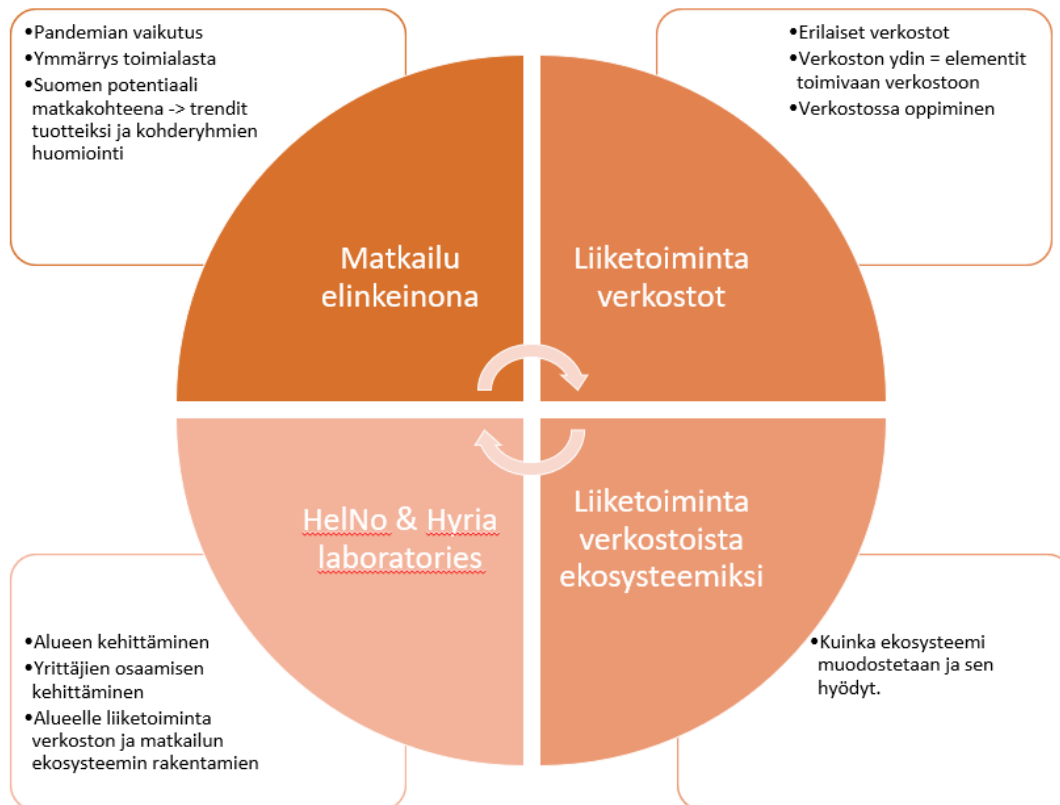 •Pandemian vaikutus
•Ymmärrys toimialasta
•Suomen potentiaali
matkakohteena -> trendit
tuotteiksi ja kohderyhmien
huomiointi
•Erilaiset verkostot
•Verkoston ydin = elementit
toimivaan verkostoon
•Verkostossa oppiminen
Matkailu
elinkeinona
Liiketoiminta
verkostot
HelNo & Hyria
laboratories
Liiketoiminta
verkostoista
ekosysteemiksi
•Alueen kehittäminen
•Yrittäjien osaamisen
kehittäminen
•Alueelle liiketoiminta
verkoston ja matkailun
ekosysteemin rakentamien
•Kuinka ekosysteemi
muodostetaan ja sen
hyödyt.